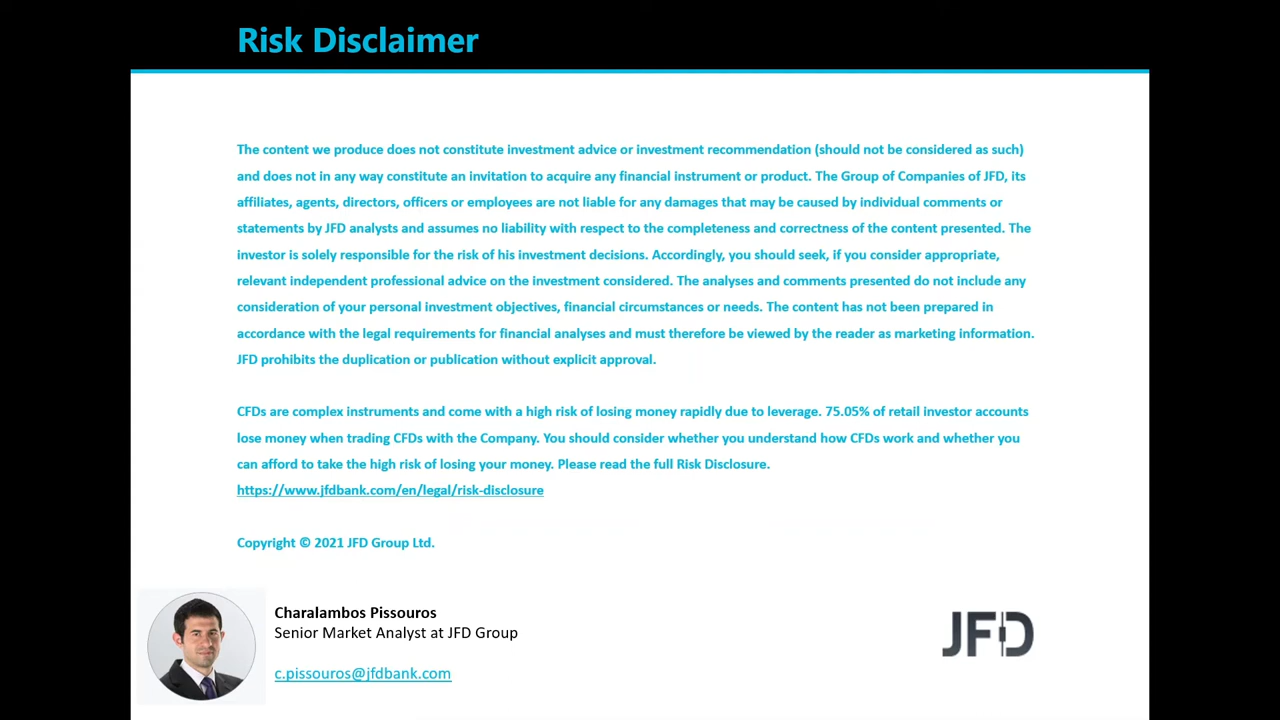 Risk Disclaimer
The content we produce does not constitute investment advice or investment recommendation (should not be considered as such)
and does not in any way constitute an invitation to acquire any financial instrument or product. The Group of Companies of JFD, its
affiliates, agents, directors, officers or employees are not liable for any damages that may be caused by individual comments or
statements by JFD analysts and assumes no liability with respect to the completeness and correctness of the content presented. The
investor is solely responsible for the risk of his investment decisions. Accordingly, you should seek, if you consider appropriate,
relevant independent professional advice on the investment considered. The analyses and comments presented do not include any
consideration of your personal investment objectives, financial circumstances or needs. The content has not been prepared in
accordance with the legal requirements for financial analyses and must therefore be viewed by the reader as marketing information.
JFD prohibits the duplication or publication without explicit approval.
CFDs are complex instruments and come with a high risk of losing money rapidly due to leverage. 75.05% of retail investor accounts
lose money when trading CFDs with the Company. You should consider whether you understand how CFDs work and whether you
can afford to take the high risk of losing your money. Please read the full Risk Disclosure.
https://www.jfdbank.com/en/legal/risk-disclosure
Copyright © 2021 JFD Group Ltd.
Charalambos Pissouros
Senior Market Analyst at JFD Group
c.pissouros@jfdbank.com
JFD